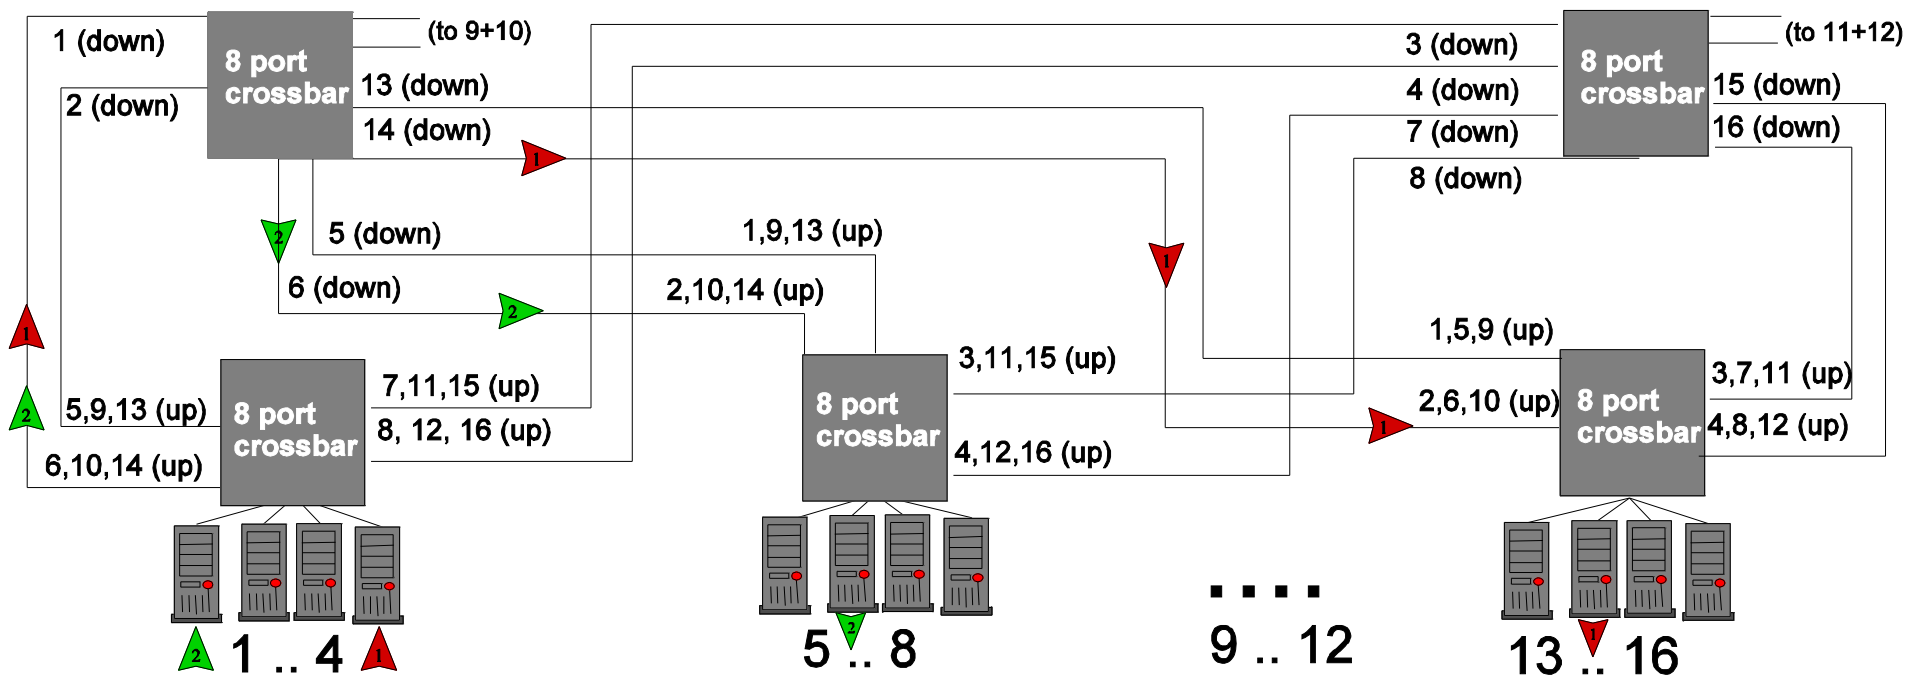 1 (down)
8 port
crossbar
(to 9+10)
2 (down)
13 (down)
14 (down)
3 (down)
4 (down)
7 (down)
8 (down)
8 port
crossbar
(to 11+12)
15 (down)
16 (down)
1
2
5 (down)
1,9,13 (up)
1
6 (down)
2
2,10,14 (up)
1
2
5,9,13 (up)
6,10,14 (up)
8 port
crossbar
7,11,15 (up)
8, 12, 16 (up)
8 port
crossbar
3,11,15 (up)
4,12,16 (up)
1,5,9 (up)
2,6,10 (up)
1
8 port
crossbar
3,7,11 (up)
4,8,12 (up)
2
1 .. 4
1
2
5 .. 8
....
9 .. 12
1
13 .. 16